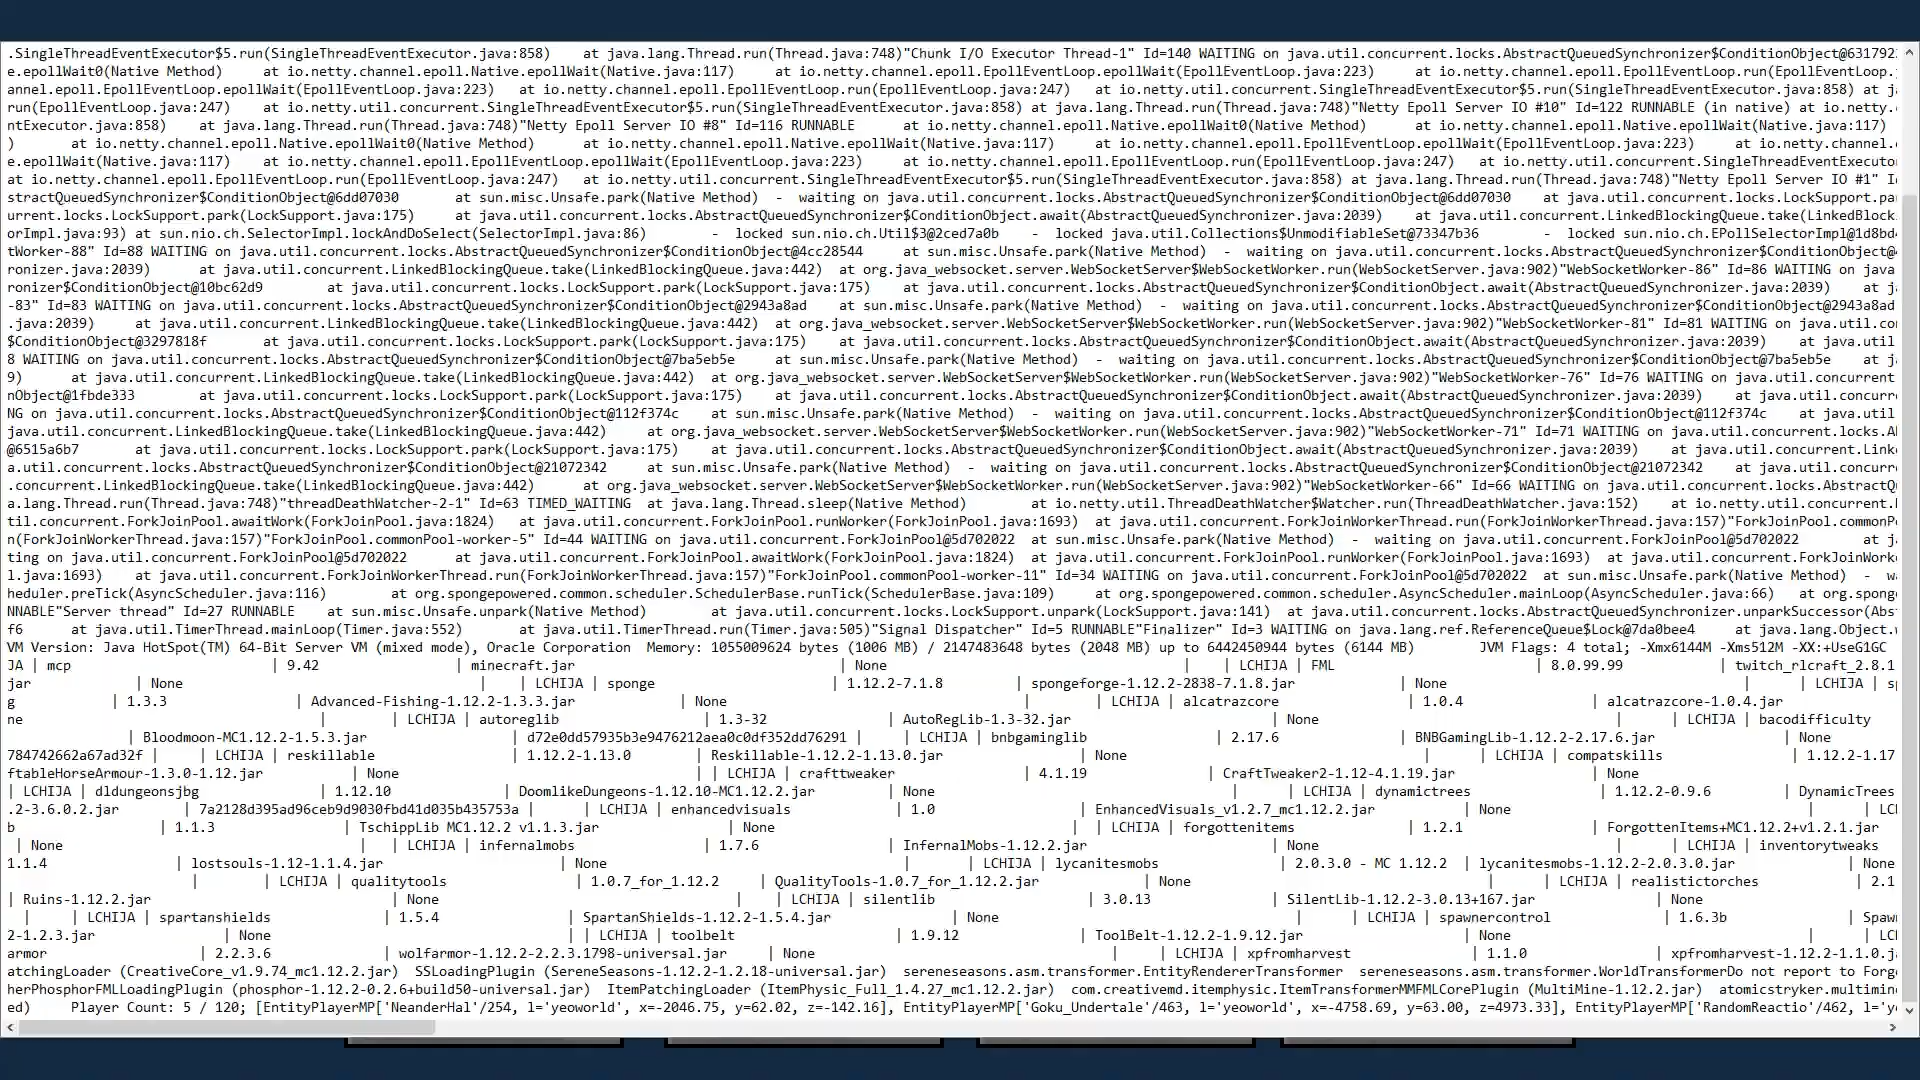 .SingleThreadEventExecutor$5.run(SingleThreadEventExecutor.java:858)    at java.lang.Thread.run(Thread.java:748)"Chunk I/O Executor Thread-1" Id=140 WAITING on java.util.concurrent.locks.AbstractQueuedSynchronizer$ConditionObject@631792
e.epollWait0(Native Method)     at io.netty.channel.epoll.Native.epollWait(Native.java:117)     at io.netty.channel.epoll.EpollEventLoop.epollWait(EpollEventLoop.java:223)     at io.netty.channel.epoll.EpollEventLoop.run(EpollEventLoop.
annel.epoll.EpollEventLoop.epollWait(EpollEventLoop.java:223)   at io.netty.channel.epoll.EpollEventLoop.run(EpollEventLoop.java:247)   at io.netty.util.concurrent.SingleThreadEventExecutor$5.run(SingleThreadEventExecutor.java:858) at
run(EpollEventLoop.java:247)    at io.netty.util.concurrent.SingleThreadEventExecutor$5.run(SingleThreadEventExecutor.java:858) at java.lang.Thread.run(Thread.java:748)"Netty Epoll Server IO #10" Id=122 RUNNABLE (in native) at io.netty.
ntExecutor.java:858)    at java.lang.Thread.run(Thread.java:748)"Netty Epoll Server IO #8" Id=116 RUNNABLE      at io.netty.channel.epoll.Native.epollWait0(Native Method)      at io.netty.channel.epoll.Native.epollWait(Native.java:117)
)       at io.netty.channel.epoll.Native.epollWait0(Native Method)      at io.netty.channel.epoll.Native.epollWait(Native.java:117)     at io.netty.channel.epoll.EpollEventLoop.epollWait(EpollEventLoop.java:223)     at io.netty.channel.
e.epollWait(Native.java:117)    at io.netty.channel.epoll.EpollEventLoop.epollWait(EpollEventLoop.java:223)     at io.netty.channel.epoll.EpollEventLoop.run(EpollEventLoop.java:247)   at io.netty.util.concurrent.SingleThreadEventExecutor
at io.netty.channel.epoll.EpollEventLoop.run(EpollEventLoop.java:247)   at io.netty.util.concurrent.SingleThreadEventExecutor$5.run(SingleThreadEventExecutor.java:858) at java.lang.Thread.run(Thread.java:748)"Netty Epoll Server IO #1"
stractQueuedSynchronizer$ConditionObject@6dd07030       at sun.misc.Unsafe.park(Native Method)  -  waiting on java.util.concurrent.locks.AbstractQueuedSynchronizer$ConditionObject@6dd07030    at java.util.concurrent.locks.LockSupport.pa
urrent.locks.LockSupport.park(LockSupport.java:175)     at java.util.concurrent.locks.AbstractQueuedSynchronizer$ConditionObject.await(AbstractQueuedSynchronizer.java:2039)    at java.util.concurrent.LinkedBlockingQueue.take(LinkedBlock
orImpl.java:93) at sun.nio.ch.SelectorImpl.lockAndDoSelect(SelectorImpl.java:86)        -  locked sun.nio.ch.Util$3@2ced7a0b    -  locked java.util.Collections$UnmodifiableSet@73347b36        -  locked sun.nio.ch.EPollSelectorImpl@1d8bd
tWorker-88" Id=88 WAITING on java.util.concurrent.locks.AbstractQueuedSynchronizer$ConditionObject@4cc28544     at sun.misc.Unsafe.park(Native Method)  -  waiting on java.util.concurrent.locks.AbstractQueuedSynchronizer$ConditionObject@
ronizer.java:2039)      at java.util.concurrent.LinkedBlockingQueue.take(LinkedBlockingQueue.java:442)  at org.java_websocket.server.WebSocketServer$WebSocketWorker.run(WebSocketServer.java:902)"WebSocketWorker-86" Id=86 WAITING on java
ronizer$ConditionObject@10bc62d9        at java.util.concurrent.locks.LockSupport.park(LockSupport.java:175)    at java.util.concurrent.locks.AbstractQueuedSynchronizer$ConditionObject.await(AbstractQueuedSynchronizer.java:2039)    at
-83" Id=83 WAITING on java.util.concurrent.locks.AbstractQueuedSynchronizer$ConditionObject@2943a8ad    at sun.misc.Unsafe.park(Native Method)  -  waiting on java.util.concurrent.locks.AbstractQueuedSynchronizer$ConditionObject@2943a8ad
.java:2039)     at java.util.concurrent.LinkedBlockingQueue.take(LinkedBlockingQueue.java:442)  at org.java_websocket.server.WebSocketServer$WebSocketWorker.run(WebSocketServer.java:902)"WebSocketWorker-81" Id=81 WAITING on java.util.co
$ConditionObject@3297818f       at java.util.concurrent.locks.LockSupport.park(LockSupport.java:175)    at java.util.concurrent.locks.AbstractQueuedSynchronizer$ConditionObject.await(AbstractQueuedSynchronizer.java:2039)    at java.util
8 WAITING on java.util.concurrent.locks.AbstractQueuedSynchronizer$ConditionObject@7ba5eb5e     at sun.misc.Unsafe.park(Native Method)  -  waiting on java.util.concurrent.locks.AbstractQueuedSynchronizer$ConditionObject@7ba5eb5e    at
9)      at java.util.concurrent.LinkedBlockingQueue.take(LinkedBlockingQueue.java:442)  at org.java_websocket.server.WebSocketServer$WebSocketWorker.run(WebSocketServer.java:902)"WebSocketWorker-76" Id=76 WAITING on java.util.concurrent
nObject@1fbde333        at java.util.concurrent.locks.LockSupport.park(LockSupport.java:175)    at java.util.concurrent.locks.AbstractQueuedSynchronizer$ConditionObject.await(AbstractQueuedSynchronizer.java:2039)    at java.util.concurre
NG on java.util.concurrent.locks.AbstractQueuedSynchronizer$ConditionObject@112f374c    at sun.misc.Unsafe.park(Native Method)  -  waiting on java.util.concurrent.locks.AbstractQueuedSynchronizer$ConditionObject@112f374c    at java.util
java.util.concurrent.LinkedBlockingQueue.take(LinkedBlockingQueue.java:442)     at org.java_websocket.server.WebSocketServer$WebSocketWorker.run(WebSocketServer.java:902)"WebSocketWorker-71" Id=71 WAITING on java.util.concurrent.locks.A
@6515a6b7       at java.util.concurrent.locks.LockSupport.park(LockSupport.java:175)    at java.util.concurrent.locks.AbstractQueuedSynchronizer$ConditionObject.await(AbstractQueuedSynchronizer.java:2039)    at java.util.concurrent.Link
a.util.concurrent.locks.AbstractQueuedSynchronizer$ConditionObject@21072342     at sun.misc.Unsafe.park(Native Method)  -  waiting on java.util.concurrent.locks.AbstractQueuedSynchronizer$ConditionObject@21072342    at java.util.concurre
.concurrent.LinkedBlockingQueue.take(LinkedBlockingQueue.java:442)      at org.java_websocket.server.WebSocketServer$WebSocketWorker.run(WebSocketServer.java:902)"WebSocketWorker-66" Id=66 WAITING on java.util.concurrent.locks.AbstractQ
a.lang.Thread.run(Thread.java:748)"threadDeathWatcher-2-1" Id=63 TIMED_WAITING  at java.lang.Thread.sleep(Native Method)        at io.netty.util.ThreadDeathWatcher$Watcher.run(ThreadDeathWatcher.java:152)        at io.netty.util.concurrent.
til.concurrent.ForkJoinPool.awaitWork(ForkJoinPool.java:1824)   at java.util.concurrent.ForkJoinPool.runWorker(ForkJoinPool.java:1693)  at java.util.concurrent.ForkJoinWorkerThread.run(ForkJoinWorkerThread.java:157)"ForkJoinPool.commonP
n(ForkJoinWorkerThread.java:157)"ForkJoinPool.commonPool-worker-5" Id=44 WAITING on java.util.concurrent.ForkJoinPool@5d702022  at sun.misc.Unsafe.park(Native Method)  -  waiting on java.util.concurrent.ForkJoinPool@5d702022        at
ting on java.util.concurrent.ForkJoinPool@5d702022      at java.util.concurrent.ForkJoinPool.awaitWork(ForkJoinPool.java:1824)  at java.util.concurrent.ForkJoinPool.runWorker(ForkJoinPool.java:1693)  at java.util.concurrent.ForkJoinWork
l.java:1693)    at java.util.concurrent.ForkJoinWorkerThread.run(ForkJoinWorkerThread.java:157)"ForkJoinPool.commonPool-worker-11" Id=34 WAITING on java.util.concurrent.ForkJoinPool@5d702022  at sun.misc.Unsafe.park(Native Method)  -
heduler.preTick(AsyncScheduler.java:116)        at org.spongepowered.common.scheduler.SchedulerBase.runTick(SchedulerBase.java:109)     at org.spongepowered.common.scheduler.AsyncScheduler.mainLoop(AsyncScheduler.java:66)   at org.spong
NNABLE"Server thread" Id=27 RUNNABLE    at sun.misc.Unsafe.unpark(Native Method)        at java.util.concurrent.locks.LockSupport.unpark(LockSupport.java:141)  at java.util.concurrent.locks.AbstractQueuedSynchronizer.unparkSuccessor(Abs
f6      at java.util.TimerThread.mainLoop(Timer.java:552)       at java.util.TimerThread.run(Timer.java:505)"Signal Dispatcher" Id=5 RUNNABLE"Finalizer" Id=3 WAITING on java.lang.ref.ReferenceQueue$Lock@7da0bee4    at java.lang.Object.
VM Version: Java HotSpot(TM) 64-Bit Server VM (mixed mode), Oracle Corporation  Memory: 1055009624 bytes (1006 MB) / 2147483648 bytes (2048 MB) up to 6442450944 bytes (6144 MB)        JVM Flags: 4 total; -Xmx6144M -Xms512M -XX:+UseG1GC
JA | mcp | 9.42 | minecraft.jar | None | | LCHIJA | FML | 8.0.99.99 | twitch_rlcraft_2.8.1
jar | None | | LCHIJA | sponge | 1.12.2-7.1.8 | spongeforge-1.12.2-2838-7.1.8.jar | None | | LCHIJA |
g | 1.3.3 | Advanced-Fishing-1.12.2-1.3.3.jar | None | | LCHIJA | alcatrazcore | 1.0.4 | alcatrazcore-1.0.4.jar
ne | | LCHIJA | autoreglib | 1.3-32 | AutoRegLib-1.3-32.jar | None | | LCHIJA | bacodifficulty
| Bloodmoon-MC1.12.2-1.5.3.jar | d72e0dd57935b3e9476212aea0c0df352dd76291 | | LCHIJA | bnbgaminglib | 2.17.6 | BNBGamingLib-1.12.2-2.17.6.jar | None
784742662a67ad32f | | LCHIJA | reskillable | 1.12.2-1.13.0 | Reskillable-1.12.2-1.13.0.jar | None | | LCHIJA | compatskills | 1.12.2-1.17
ftableHorseArmour-1.3.0-1.12.jar | None | | LCHIJA | crafttweaker | 4.1.19 | CraftTweaker2-1.12-4.1.19.jar | None
| LCHIJA | dldungeonsjbg | 1.12.10 | DoomlikeDungeons-1.12.10-MC1.12.2.jar | None | | LCHIJA | dynamictrees | 1.12.2-0.9.6 | DynamicTrees
.2-3.6.0.2.jar | 7a2128d395ad96ceb9d9030fbd41d035b435753a | | LCHIJA | enhancedvisuals | 1.0 | EnhancedVisuals_v1.2.7_mc1.12.2.jar | None | | LC
b | 1.1.3 | TschippLib MC1.12.2 v1.1.3.jar | None | | LCHIJA | forgottenitems | 1.2.1 | ForgottenItems+MC1.12.2+v1.2.1.jar
| None | | LCHIJA | infernalmobs | 1.7.6 | InfernalMobs-1.12.2.jar | None | | LCHIJA | inventorytweaks
1.1.4 | lostsouls-1.12-1.1.4.jar | None | | LCHIJA | lycanitesmobs | 2.0.3.0 - MC 1.12.2 | lycanitesmobs-1.12.2-2.0.3.0.jar | None
| | LCHIJA | qualitytools | 1.0.7_for_1.12.2 | QualityTools-1.0.7_for_1.12.2.jar | None | | LCHIJA | realistictorches | 2.1
| Ruins-1.12.2.jar | None | | LCHIJA | silentlib | 3.0.13 | SilentLib-1.12.2-3.0.13+167.jar | None
| | LCHIJA | spartanshields | 1.5.4 | SpartanShields-1.12.2-1.5.4.jar | None | | LCHIJA | spawnercontrol | 1.6.3b | Spaw
2-1.2.3.jar | None | | LCHIJA | toolbelt | 1.9.12 | ToolBelt-1.12.2-1.9.12.jar | None | | LC
armor | 2.2.3.6 | wolfarmor-1.12.2-2.2.3.1798-universal.jar | None | | LCHIJA | xpfromharvest | 1.1.0 | xpfromharvest-1.12.2-1.1.0.j
atchingLoader (CreativeCore_v1.9.74_mc1.12.2.jar)  SSLoadingPlugin (SereneSeasons-1.12.2-1.2.18-universal.jar)  sereneseasons.asm.transformer.EntityRendererTransformer  sereneseasons.asm.transformer.WorldTransformerDo not report to Forg
herPhosphorFMLLoadingPlugin (phosphor-1.12.2-0.2.6+build50-universal.jar)  ItemPatchingLoader (ItemPhysic_Full_1.4.27_mc1.12.2.jar)  com.creativemd.itemphysic.ItemTransformerMMFMLCorePlugin (MultiMine-1.12.2.jar)  atomicstryker.multimin
ed)     Player Count: 5 / 120; [EntityPlayerMP['NeanderHal'/254, l='yeoworld', x=-2046.75, y=62.02, z=-142.16], EntityPlayerMP['Goku_Undertale'/463, l='yeoworld', x=-4758.69, y=63.00, z=4973.33], EntityPlayerMP['RandomReactio'/462, l='y